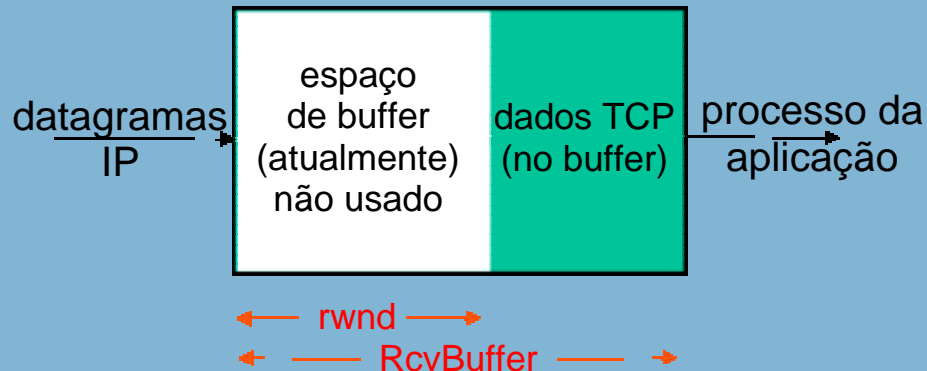 datagramas
IP
espaço
de buffer
(atualmente)
não usado
dados TCP
(no buffer)
processo da
aplicação
rwnd
RcvBuffer